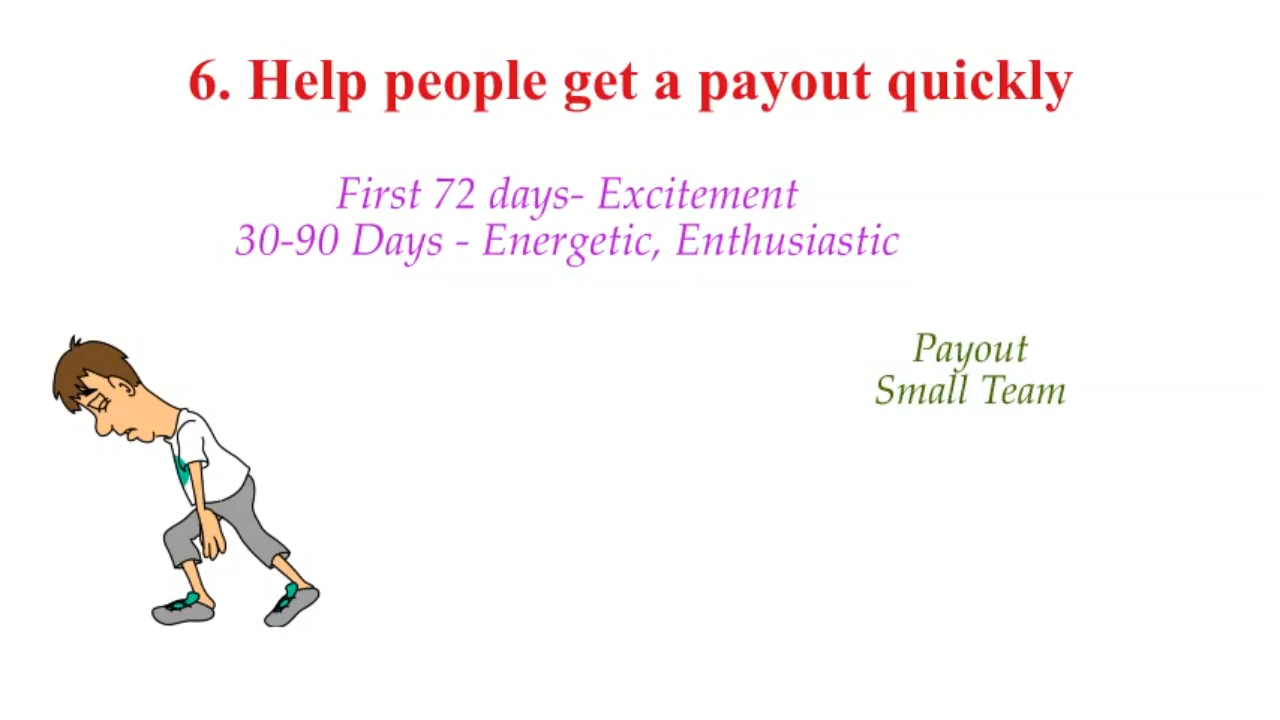 6. Help people get a payout quickly
First 72 days- Excitement
30-90 Days - Energetic, Enthusiastic
Payout
Small Team